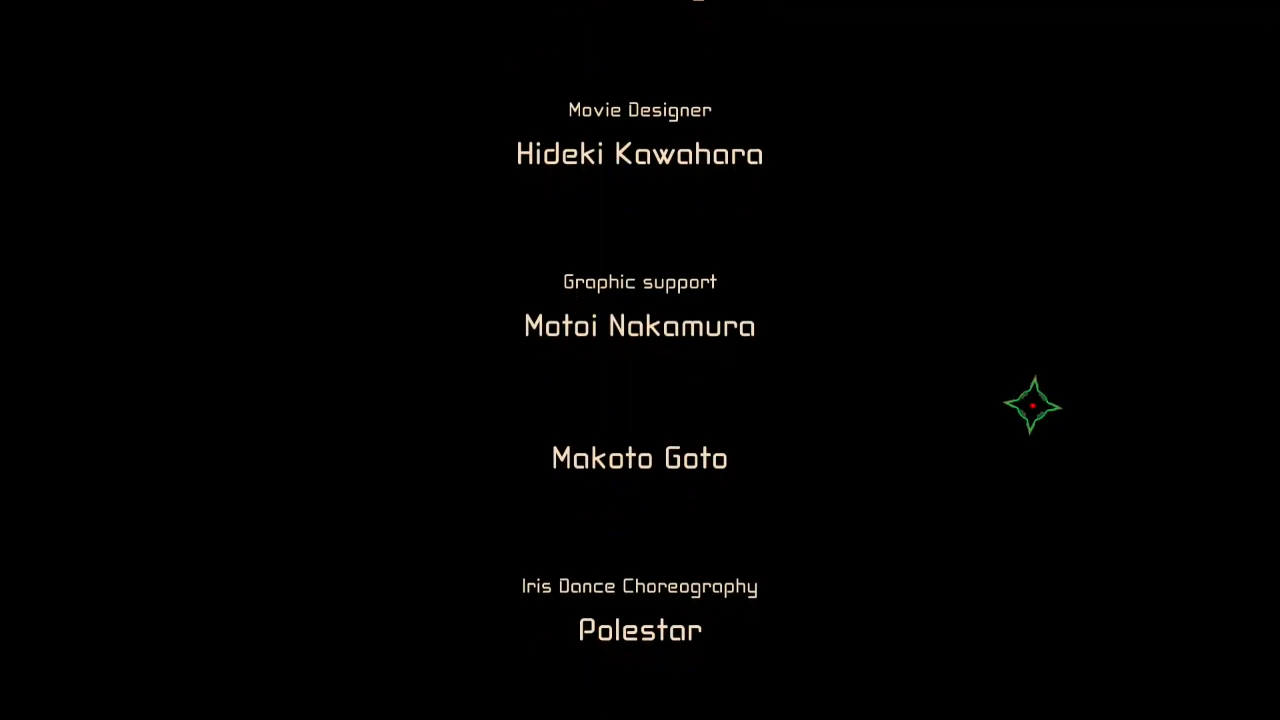 Movie Designer
Hideki Kawahara
Graphic support
Motoi Nakamura
Makoto Goto
Iris Dance Choreography
Polestar